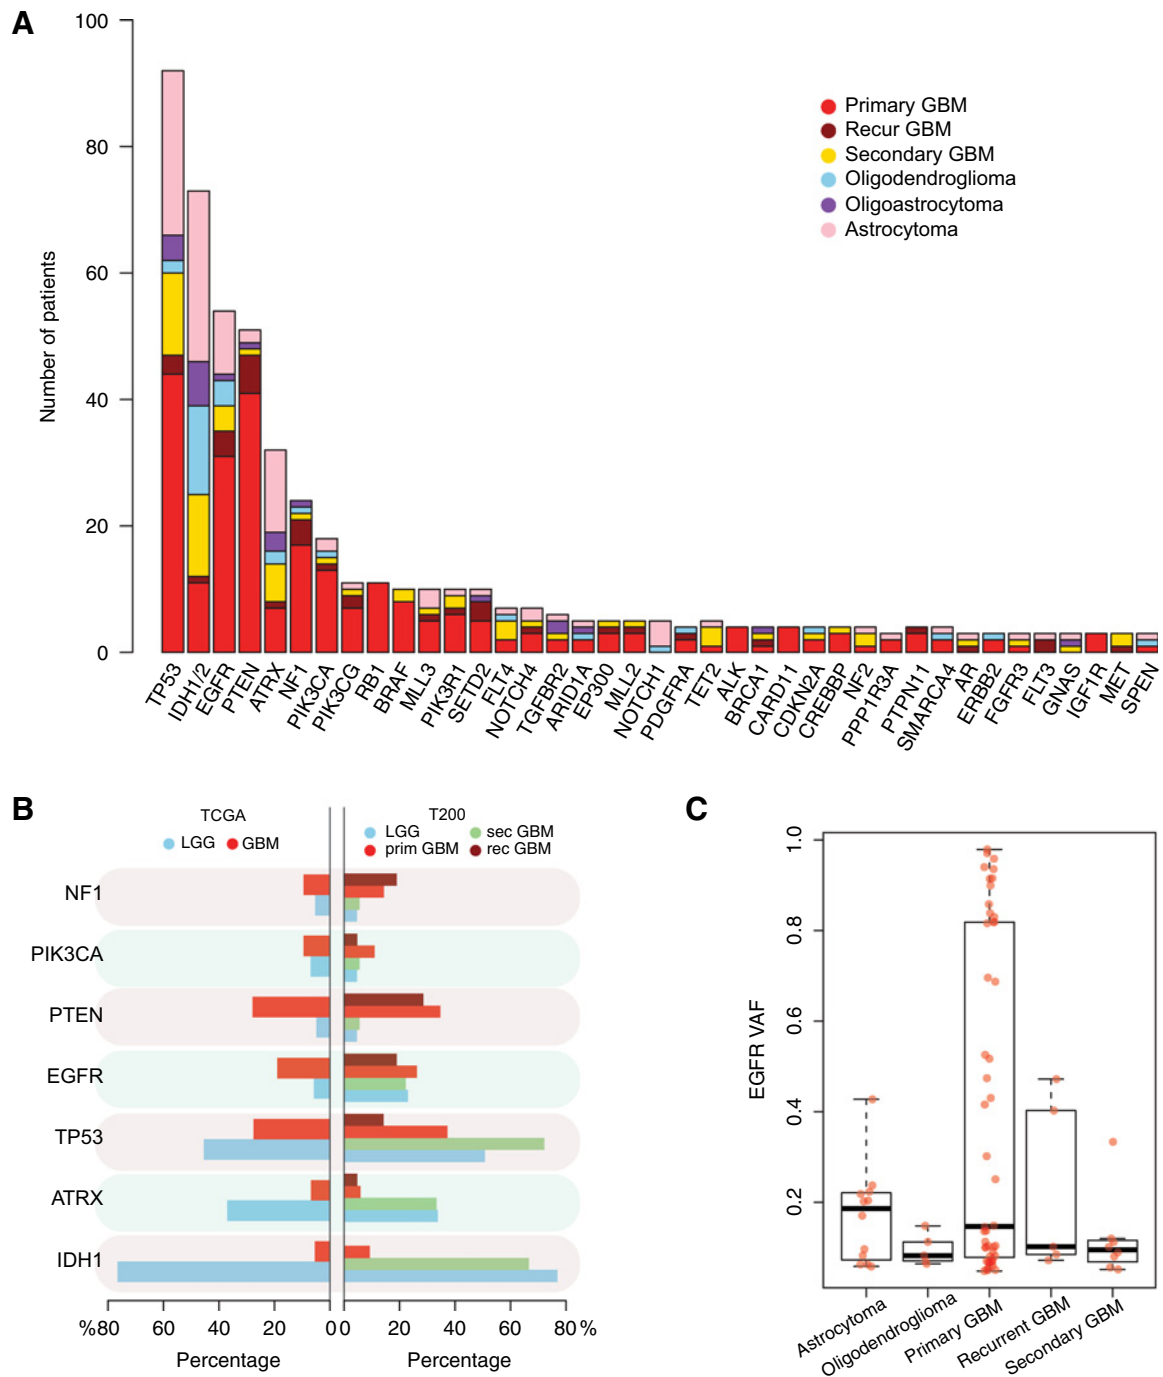 A
100
80
60
40
20
0
Number of patients
Primary GBM
Recur GBM
Secondary GBM
Oligodendroglioma
Oligoastrocytoma
Astrocytoma
TP53
IDH1/2
EGFR
PTEN
ATRX
NF1
PIK3CA
PIK3CG
RB1
BRAF
MLL3
PIK3R1
SETD2
FLT4
NOTCH4
TGFBR2
ARID1A
EP300
MLL2
NOTCH1
PDGFRA
TET2
ALK
BRCA1
CARD11
CDKN2A
CREBBP
NF2
PPP1R3A
PTPN11
SMARCA4
AR
ERBB2
FGFR3
FLT3
GNAS
IGF1R
MET
SPEN
B
TCGA
LGG GBM
T200
LGG sec GBM
prim GBM rec GBM
NF1
PIK3CA
PTEN
EGFR
TP53
ATRX
IDH1
%80 60 40 20 0 0 20 40 60 80 %
Percentage Percentage
C
1.0
0.8
0.6
0.4
0.2
EGFR VAF
Astrocytoma
Oligodendroglioma
Primary GBM
Recurrent GBM
Secondary GBM